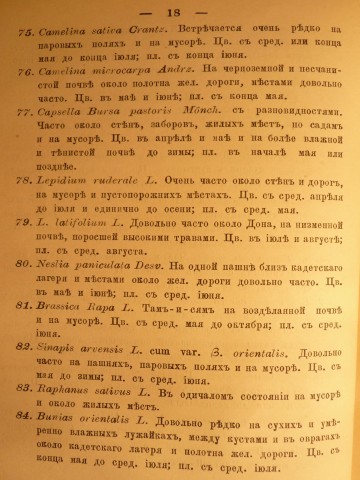 — 18 —
75. Camelina sativa Crantz. Встрѣчается очень рѣдко на
паровыхъ поляхъ и на мусорѣ. Цв. съ сред. или конца
мая до конца іюля; пл. съ конца іюня.
76. Camelina microcarpa Andrz. На черноземной и песчани-
стой почвѣ около полотна жел. дороги, мѣстами довольно
часто. Цв. въ маѣ и іюнѣ; пл. съ конца мая.
77. Capsella Bursa pastoris Mönch. съ разновидностями.
Часто около стѣнъ, заборовъ, жилыхъ мѣстъ, по садамъ
и на мусорѣ. Цв. въ апрѣлѣ и маѣ и на болѣе влажной
и тѣнистой почвѣ до зимы; пл. въ началѣ мая или
позднѣе.
78. Lepidium ruderale L. Очень часто около стѣнъ и дорогъ,
на мусорѣ и пустопорожнихъ мѣстахъ. Цв. съ сред. апрѣля
до іюля и единично до осени; пл. съ сред. мая.
79. L. latifolium L. Довольно часто около Дона, на низменной
почвѣ, поросшей высокими травами. Цв. въ іюлѣ и августѣ;
пл. съ сред. августа.
80. Neslia paniculata Desv. На одной пашнѣ близъ кадетскаго
лагеря и мѣстами около жел. дороги довольно часто. Цв.
въ маѣ и іюнѣ; пл. съ сред. іюня.
81. Brassica Rapa L. Тамъ-и-сямъ на воздѣланной почвѣ
и на мусорѣ. Цв. съ сред. мая до октября; пл. съ сред.
іюня.
82. Sinapis arvensis L. cum var β. orientalis. Довольно
часто на пашняхъ, паровыхъ поляхъ и на мусорѣ. Цв. съ
мая до зимы; пл. съ сред. іюня.
83. Raphanus sativus L. Въ одичаломъ состояніи на мусорѣ
и около жилыхъ мѣстъ.
84. Bunias orientalis L. Довольно рѣдко на сухихъ и умѣ-
ренно влажныхъ лужайкахъ, между кустами и въ оврагахъ
около кадетскаго лагеря и полотна жел. дороги. Цв. съ
конца мая до сред. іюля; пл. съ сред. іюня.